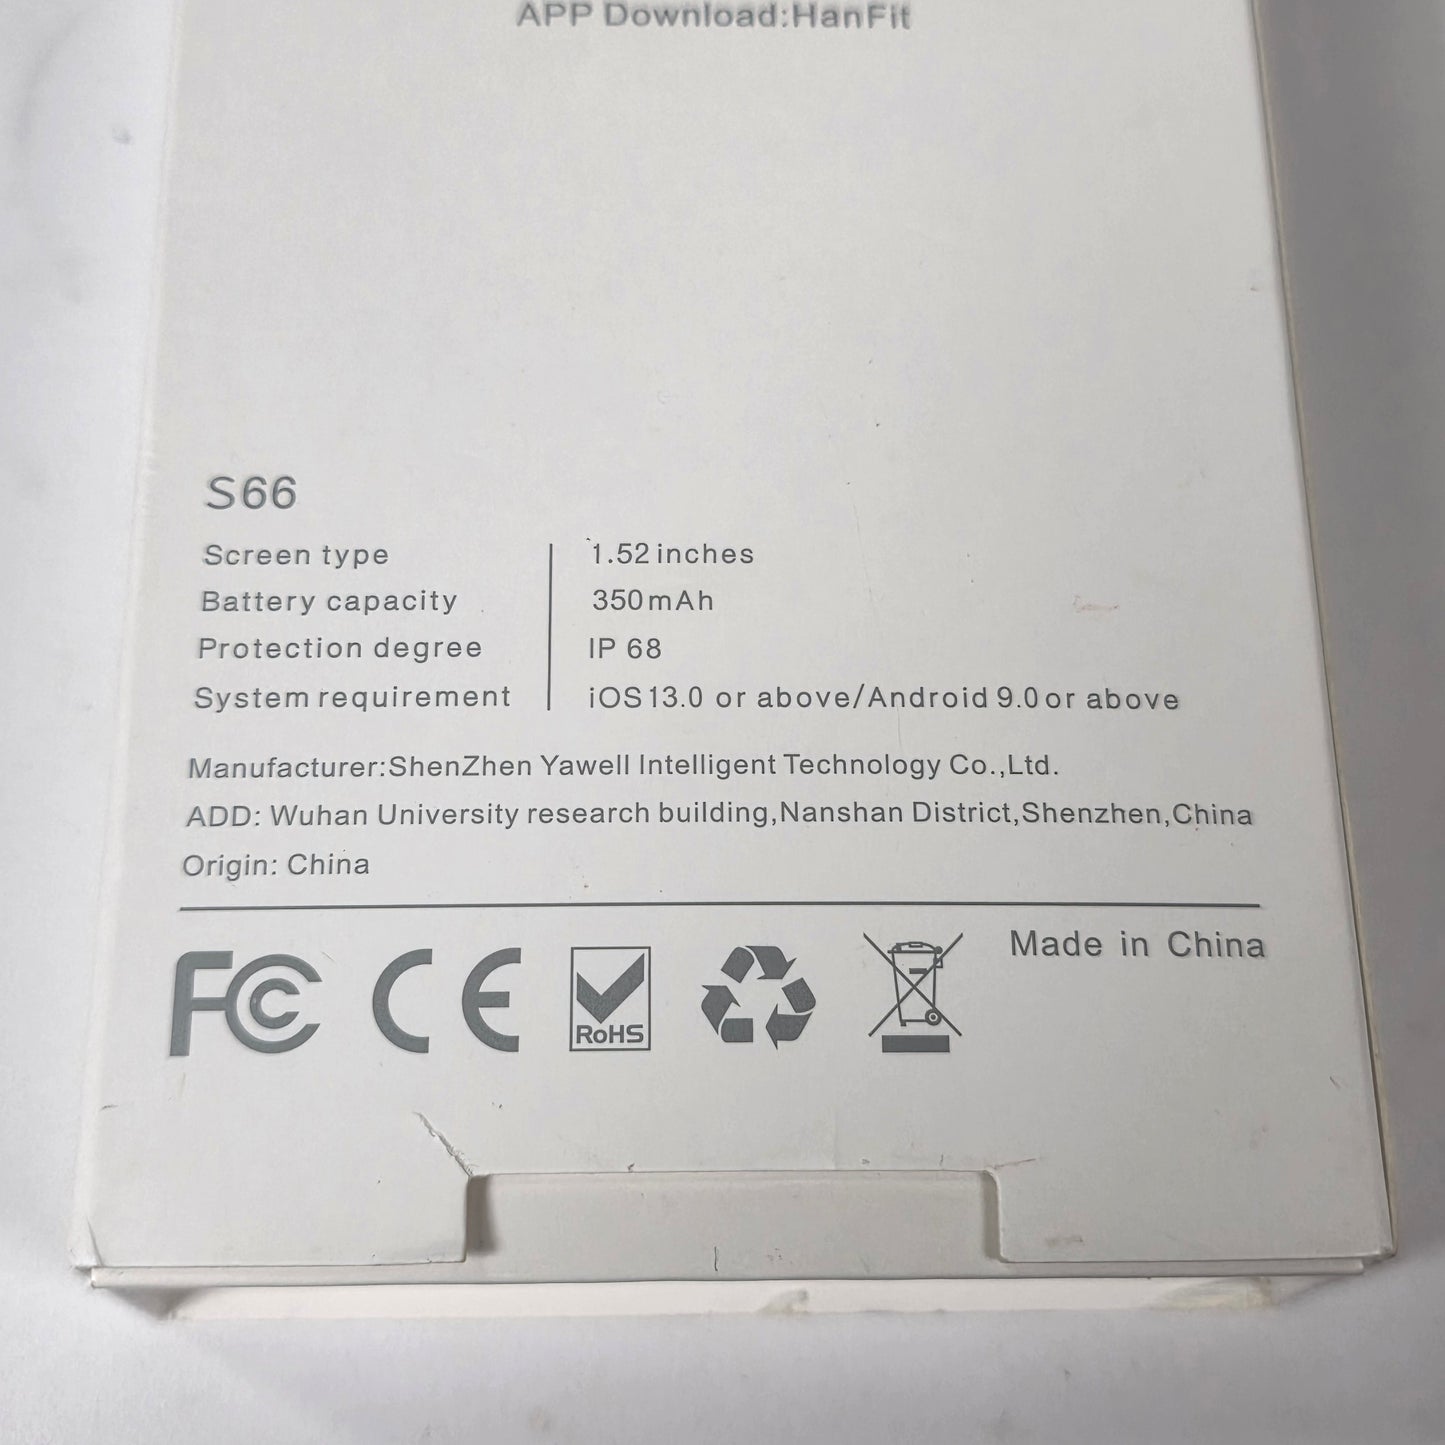 APP Download:HanFit
S66
Screen type 1.52 inches
Battery capacity 350mAh
Protection degree IP 68
System requirement iOS13.0 or above/Android 9.0 or above
Manufacturer:ShenZhen Yawell Intelligent Technology Co.,Ltd.
ADD: Wuhan University research building,Nanshan District,Shenzhen,China
Origin: China
FC CE RoHS Made in China